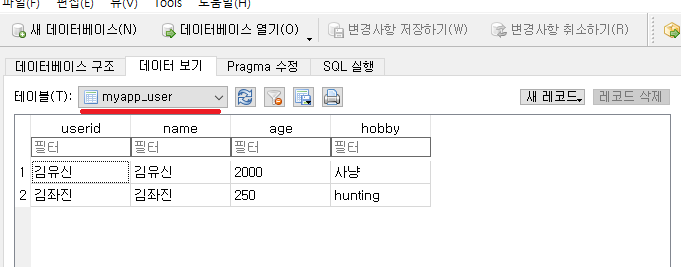 파일(F) 편집(E) 뷰(V) Tools 도움말(H)
새 데이터베이스(N) 데이터베이스 열기(O) 변경사항 저장하기(W) 변경사항 취소하기(R)
데이터베이스 구조 데이터 보기 Pragma 수정 SQL 실행
테이블(T): myapp_user 새 레코드 레코드 삭제
userid name age hobby
필터 필터 필터 필터
1 김유신 김유신 2000 사냥
2 김좌진 김좌진 250 hunting